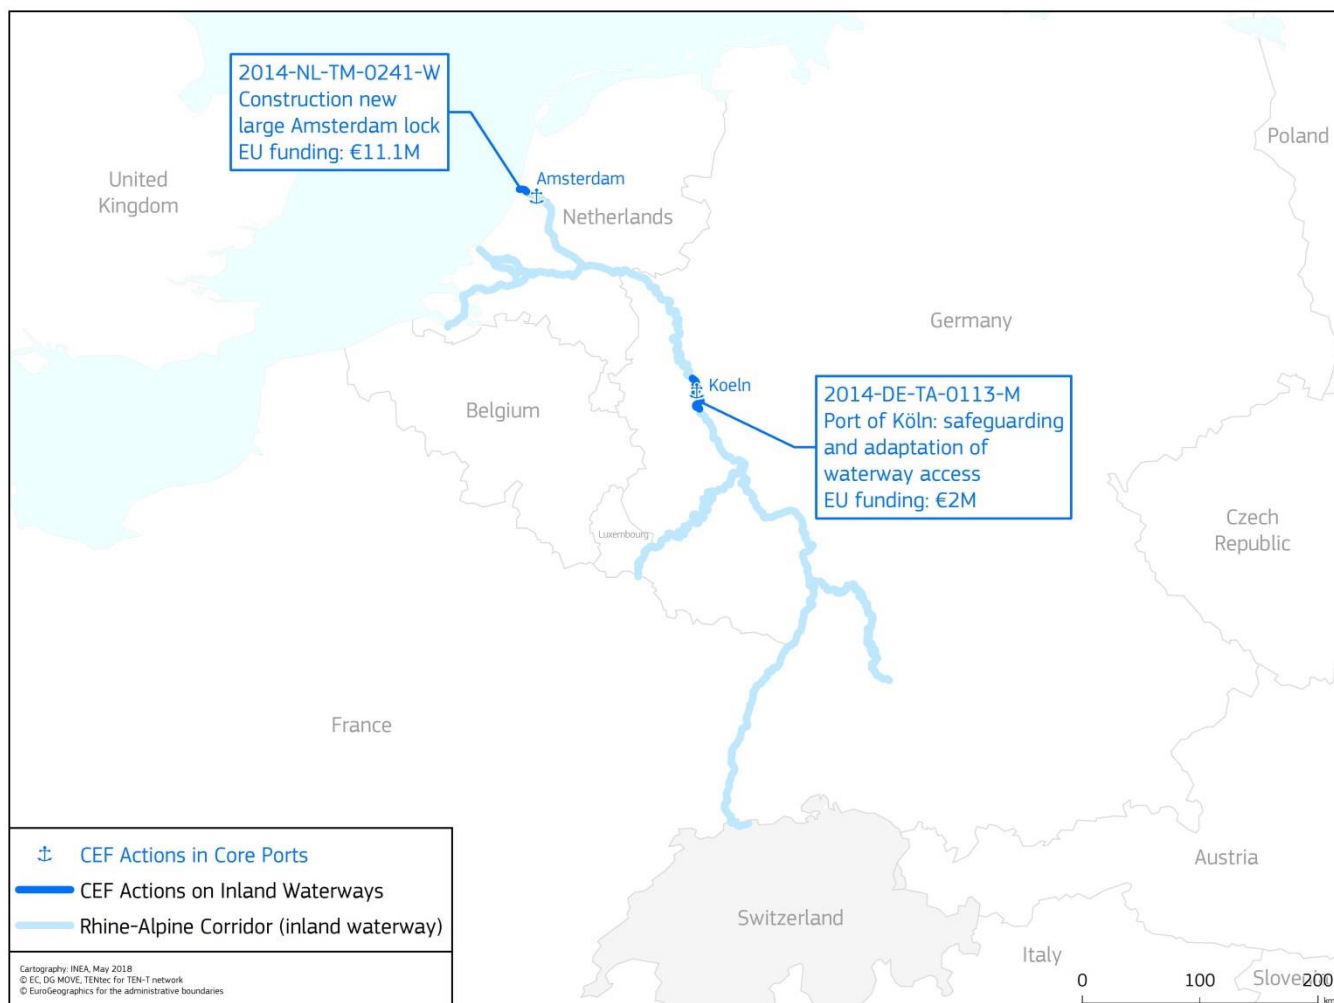 2014-NL-TM-0241-W
Construction new
large Amsterdam lock
EU funding: €11.1M
Poland
United
Kingdom
Amsterdam
Netherlands
Germany
Koeln
Belgium
2014-DE-TA-0113-M
Port of Köln: safeguarding
and adaptation of
waterway access
EU funding: €2M
Luxembourg
Czech
Republic
France
CEF Actions in Core Ports
CEF Actions on Inland Waterways
Rhine-Alpine Corridor (inland waterway)
Austria
Switzerland
Italy
Cartography: INEA, May 2018
© EC, DG MOVE, TENtec for TEN-T network
© EuroGeographics for the administrative boundaries
0 100 200
km